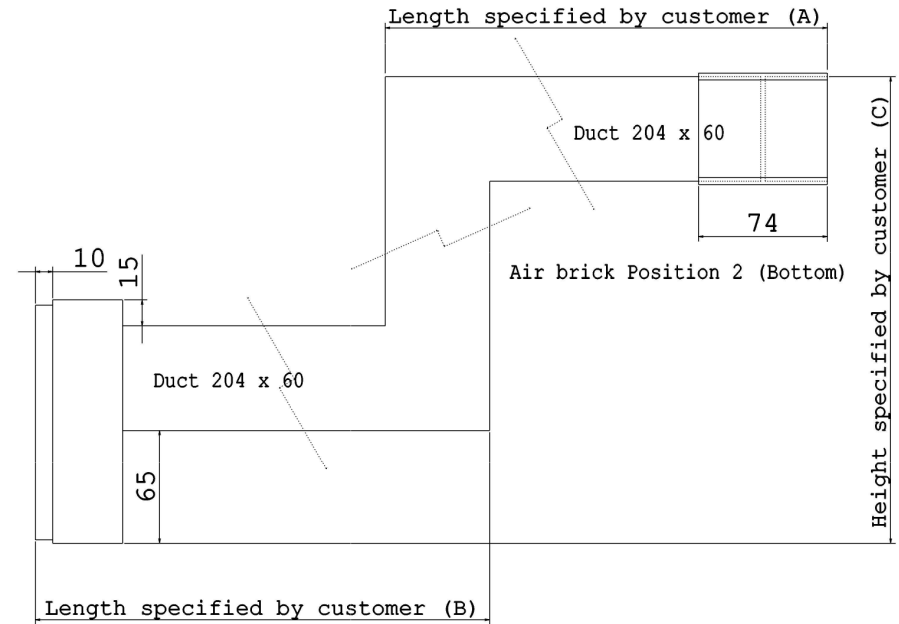 Length specified by customer (A)
Duct 204 x 60
74
Height specified by customer (C)
10
15
Air brick Position 2 (Bottom)
Duct 204 x 60
65
Length specified by customer (B)